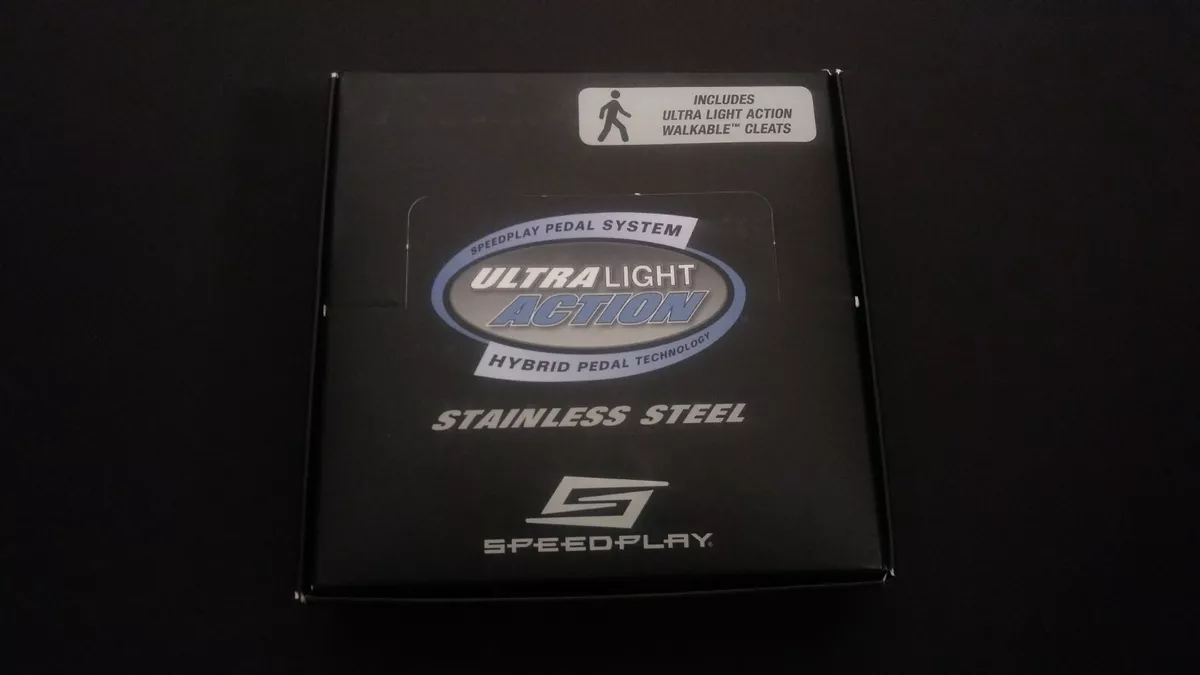 INCLUDES
ULTRA LIGHT ACTION
WALKABLE™ CLEATS
SPEEDPLAY PEDAL SYSTEM
ULTRA LIGHT
ACTION
HYBRID PEDAL TECHNOLOGY
STAINLESS STEEL
SPEEDPLAY®